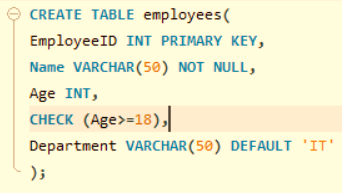 CREATE TABLE employees(
EmployeeID INT PRIMARY KEY,
Name VARCHAR(50) NOT NULL,
Age INT,
CHECK (Age>=18),
Department VARCHAR(50) DEFAULT 'IT'
);